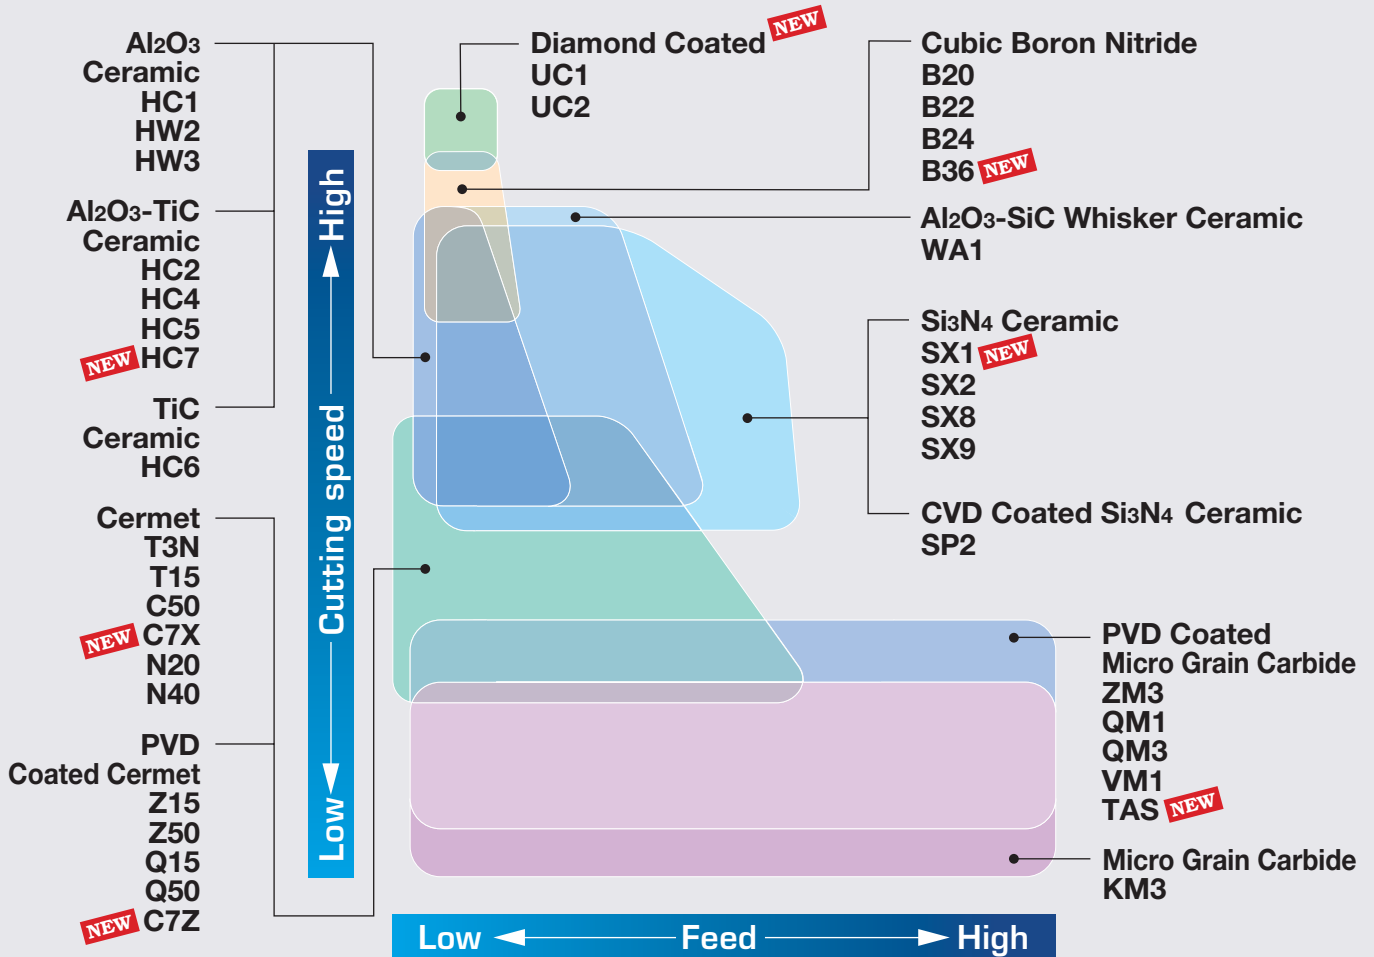 Al2O3
Ceramic
HC1
HW2
HW3
Al2O3-TiC
Ceramic
HC2
HC4
HC5
NEW HC7
TiC
Ceramic
HC6
Cermet
T3N
T15
C50
NEW C7X
N20
N40
PVD
Coated Cermet
Z15
Z50
Q15
Q50
NEW C7Z
High
Cutting speed
Low
Diamond Coated NEW
UC1
UC2
Cubic Boron Nitride
B20
B22
B24
B36 NEW
Al2O3-SiC Whisker Ceramic
WA1
Si3N4 Ceramic
SX1 NEW
SX2
SX8
SX9
CVD Coated Si3N4 Ceramic
SP2
PVD Coated
Micro Grain Carbide
ZM3
QM1
QM3
VM1
TAS NEW
Micro Grain Carbide
KM3
Low Feed High